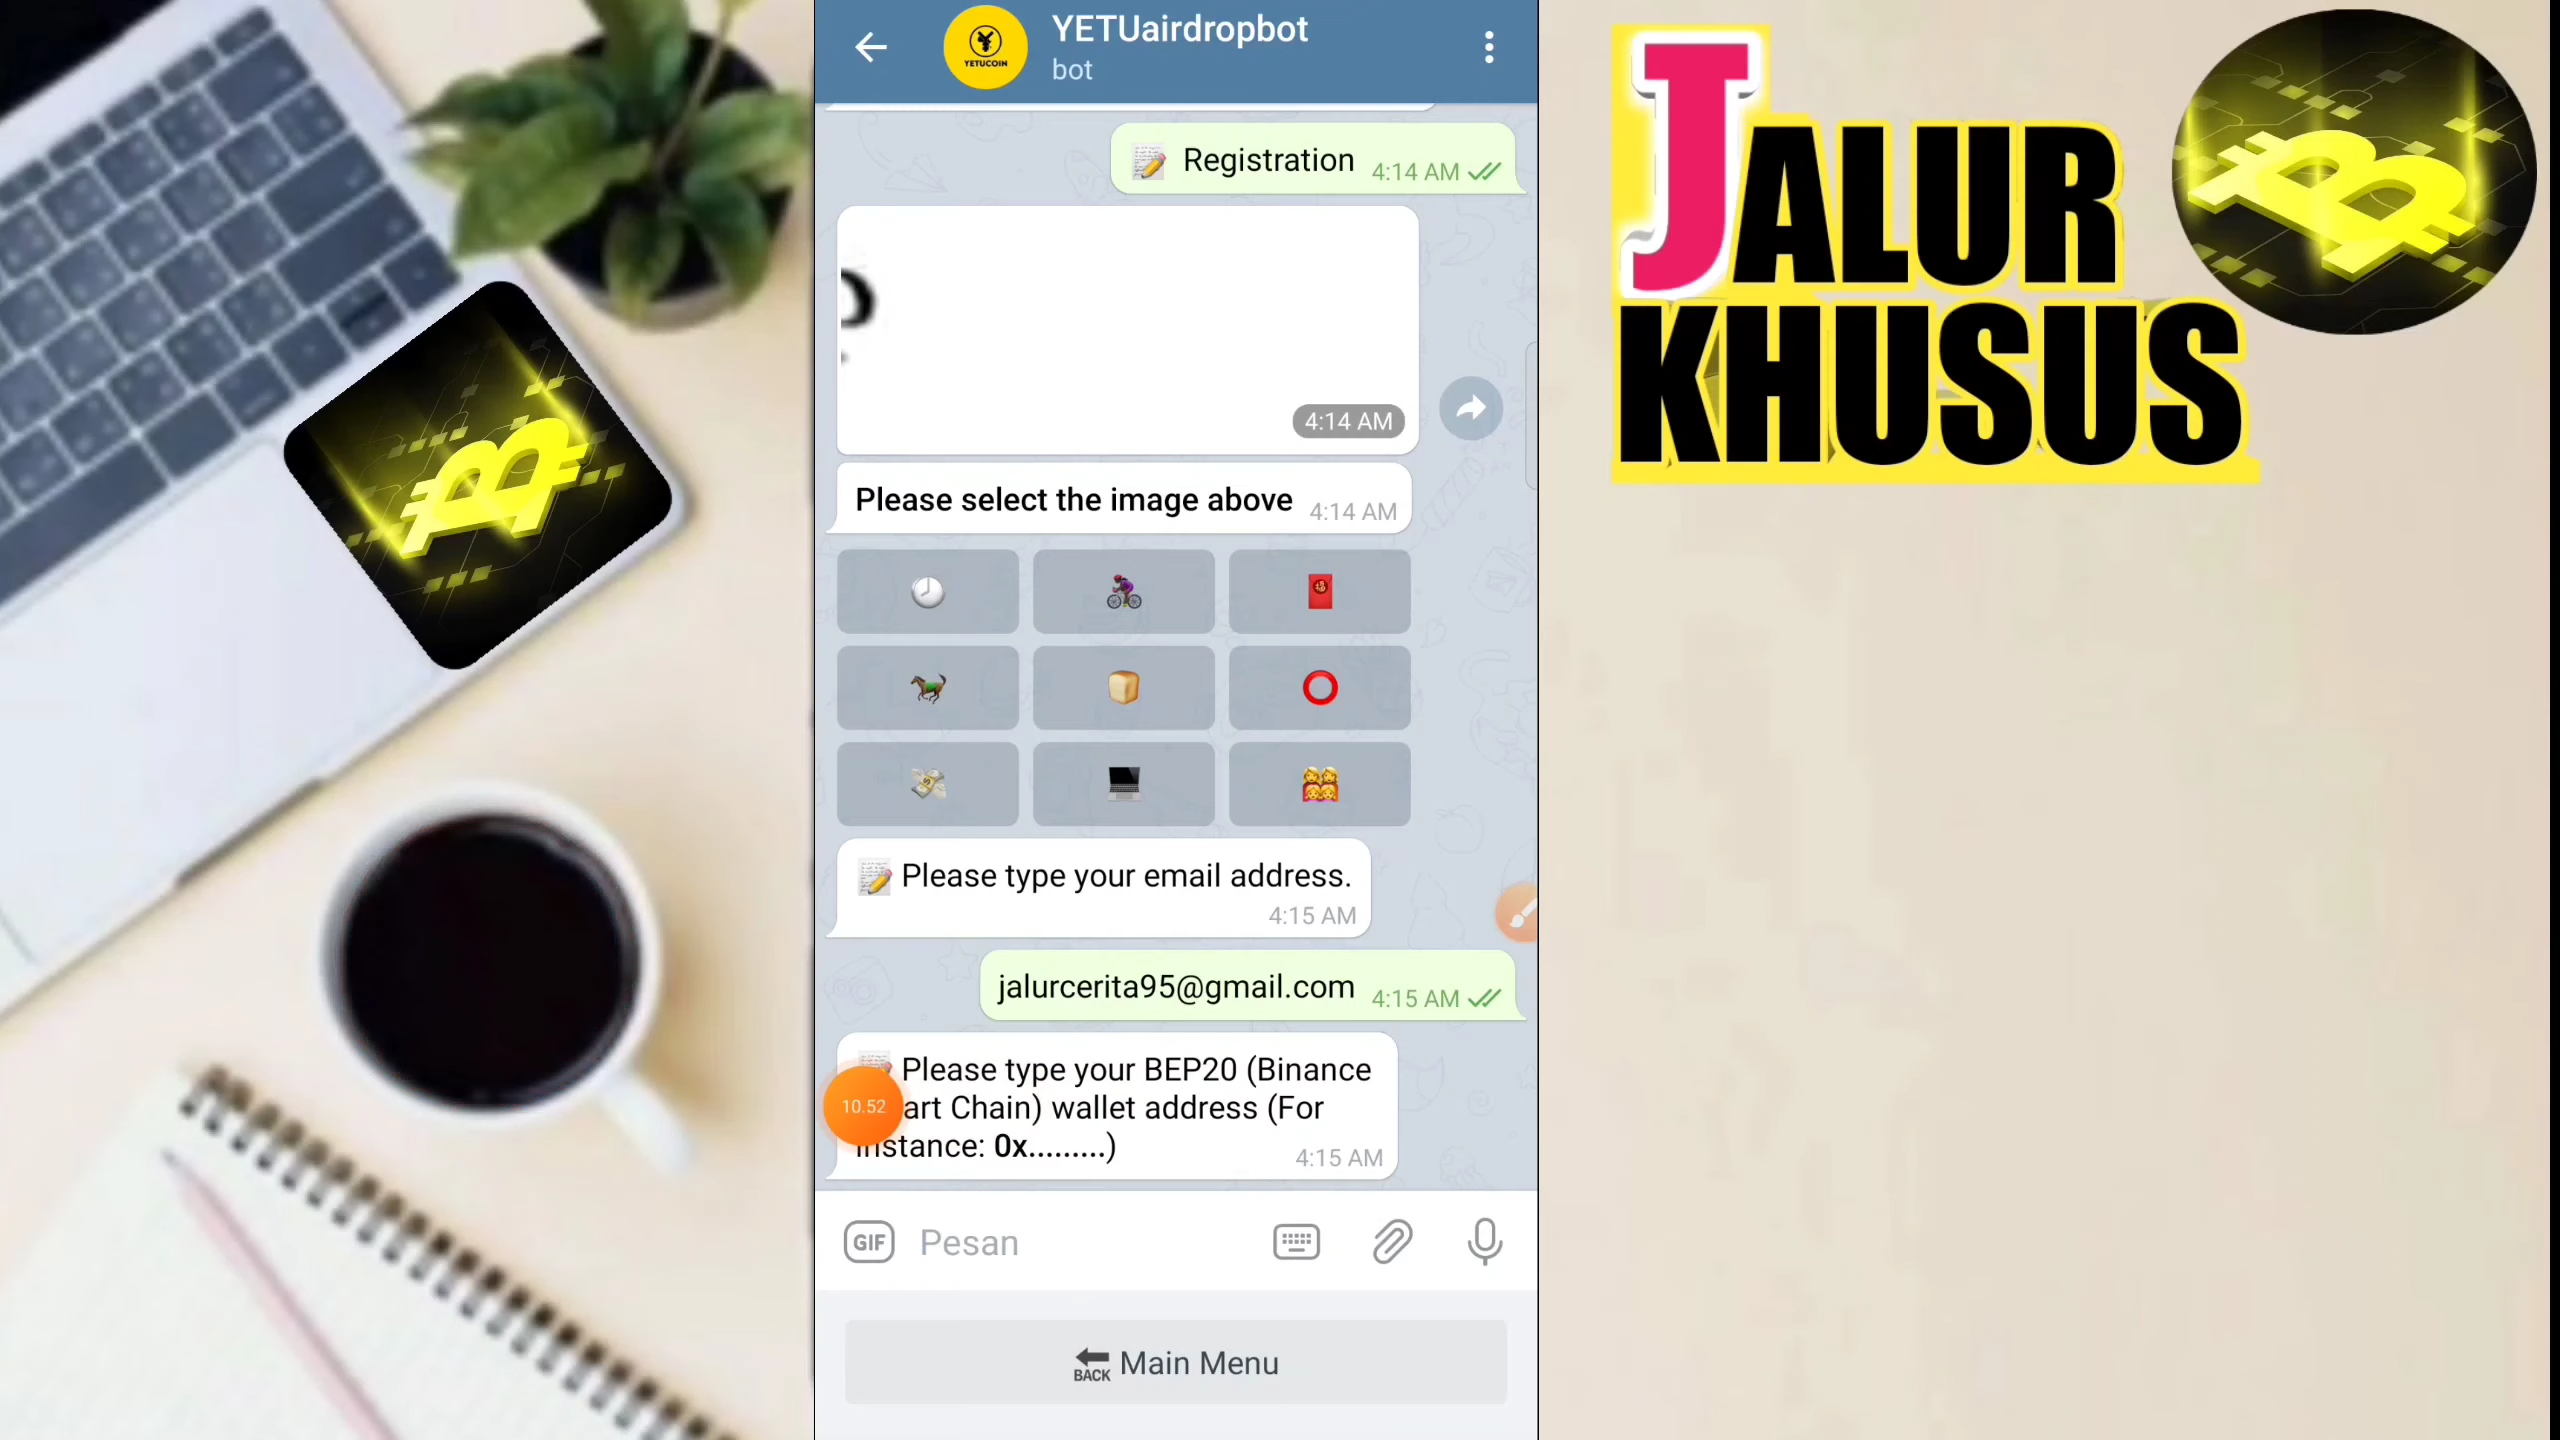 YETUairdropbot
bot
YETUCOIN
Registration 4:14 AM
4:14 AM
Please select the image above 4:14 AM
Please type your email address.
4:15 AM
jalurcerita95@gmail.com 4:15 AM
Please type your BEP20 (Binance
art Chain) wallet address (For
instance: 0x.........)
4:15 AM
10.52
GIF Pesan
BACK Main Menu
JALUR
KHUSUS